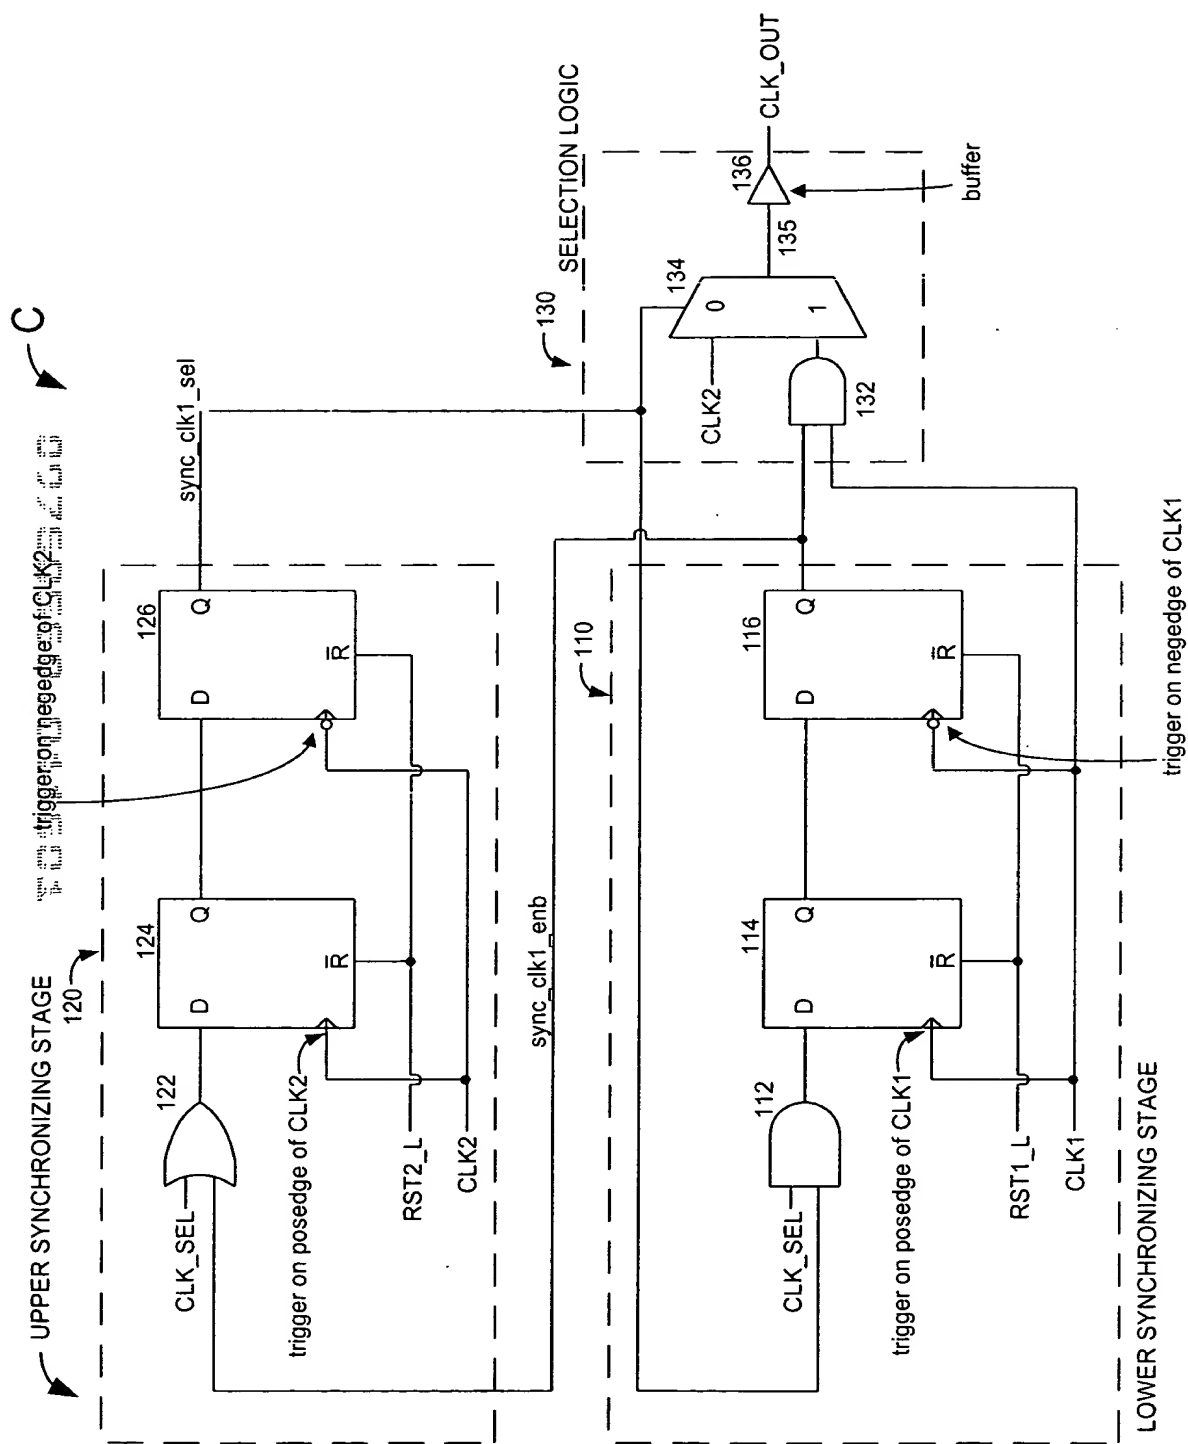 C
UPPER SYNCHRONIZING STAGE
120
trigger on negedge of CLK2
122
124
126
CLK_SEL
D
Q
R
D
Q
R
sync_clk1_sel
trigger on posedge of CLK2
RST2_L
CLK2
sync_clk1_enb
130
SELECTION LOGIC
CLK2
0
1
132
134
135
136
CLK_OUT
buffer
110
112
114
116
CLK_SEL
D
Q
R
D
Q
R
trigger on posedge of CLK1
RST1_L
CLK1
trigger on negedge of CLK1
LOWER SYNCHRONIZING STAGE